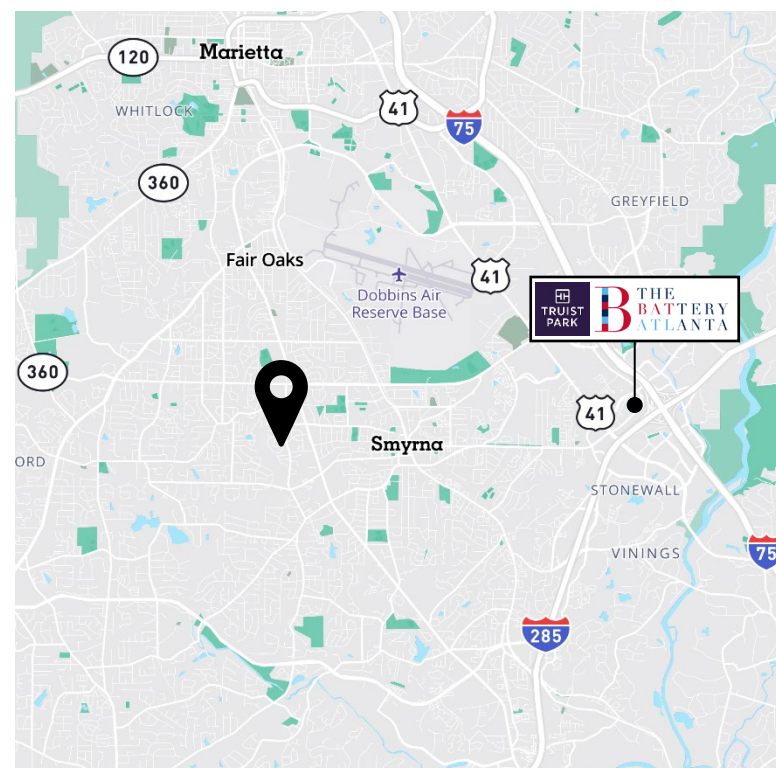 120
Marietta
WHITLOCK
41
75
360
GREYFIELD
Fair Oaks
41
Dobbins Air
Reserve Base
TRUIST
PARK
B
THE
BATTERY
ATLANTA
360
41
Smyrna
ORD
STONEWALL
VININGS
75
285